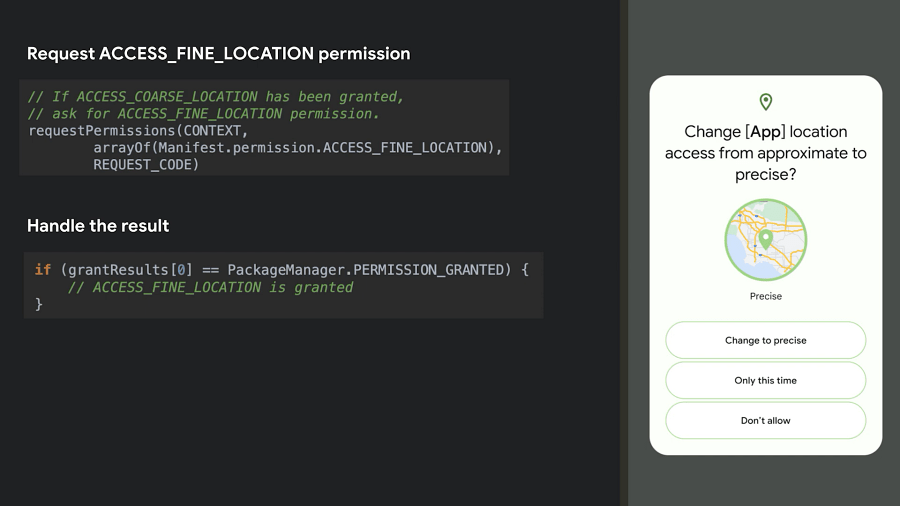 Request ACCESS_FINE_LOCATION permission
// If ACCESS_COARSE_LOCATION has been granted,
// ask for ACCESS_FINE_LOCATION permission.
requestPermissions(CONTEXT,
        arrayOf(Manifest.permission.ACCESS_FINE_LOCATION),
        REQUEST_CODE)
Handle the result
if (grantResults[0] == PackageManager.PERMISSION_GRANTED) {
    // ACCESS_FINE_LOCATION is granted
}
Change [App] location
access from approximate to
precise?
Precise
Change to precise
Only this time
Don't allow